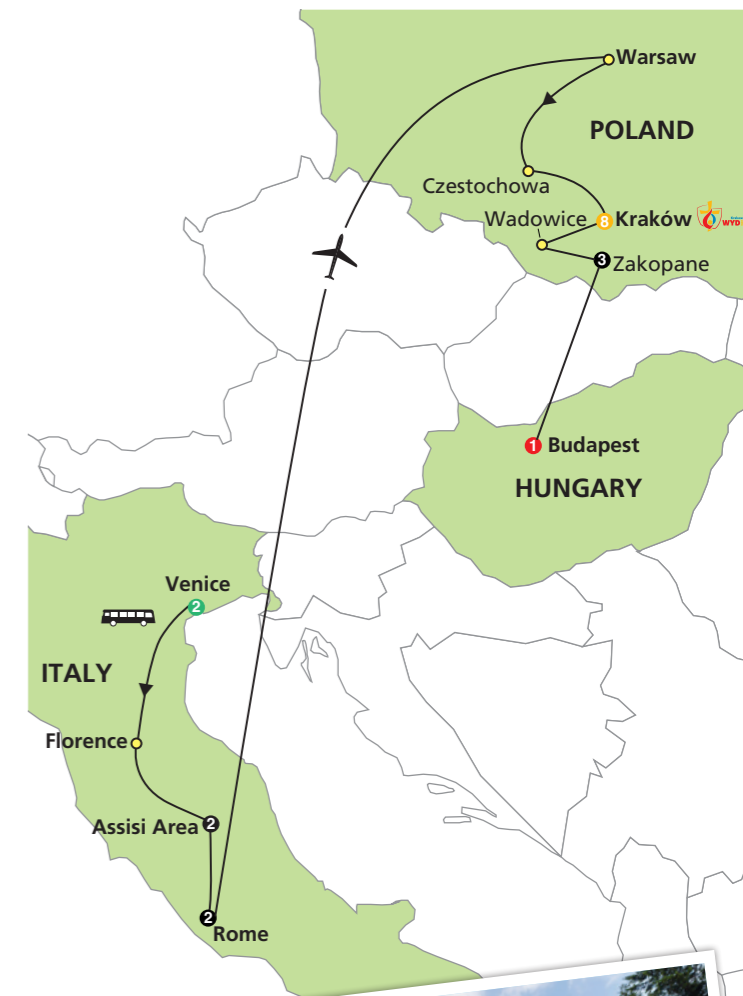 Warsaw
POLAND
Czestochowa
Wadowice
8 Kraków WYD
3 Zakopane
1 Budapest
HUNGARY
Venice
2
ITALY
Florence
Assisi Area 2
2
Rome